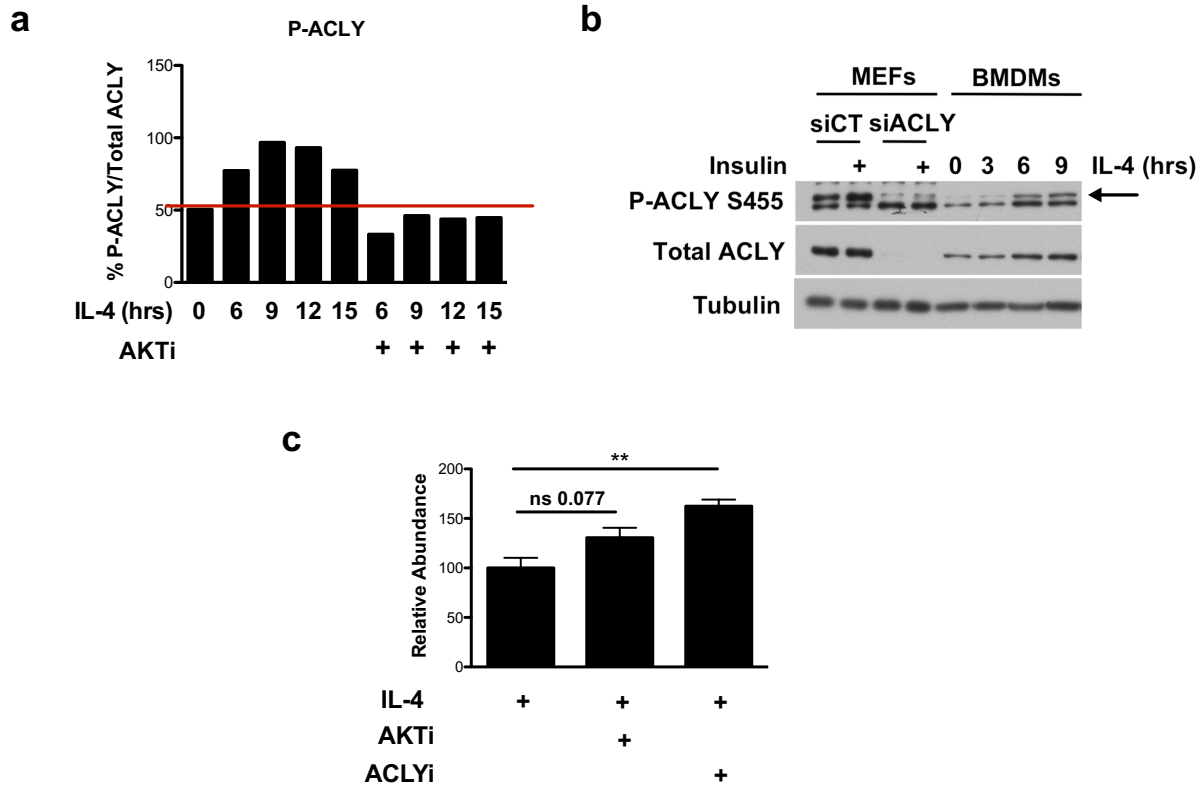 a
P-ACLY
% P-ACLY/Total ACLY
150
100
50
0
IL-4 (hrs) 0 6 9 12 15 6 9 12 15
AKTi + + + +
b
MEFs BMDMs
siCT siACLY
Insulin + + 0 3 6 9 IL-4 (hrs)
P-ACLY S455
Total ACLY
Tubulin
c
Relative Abundance
200
150
100
50
0
**
ns 0.077
IL-4 + + +
AKTi +
ACLYi +